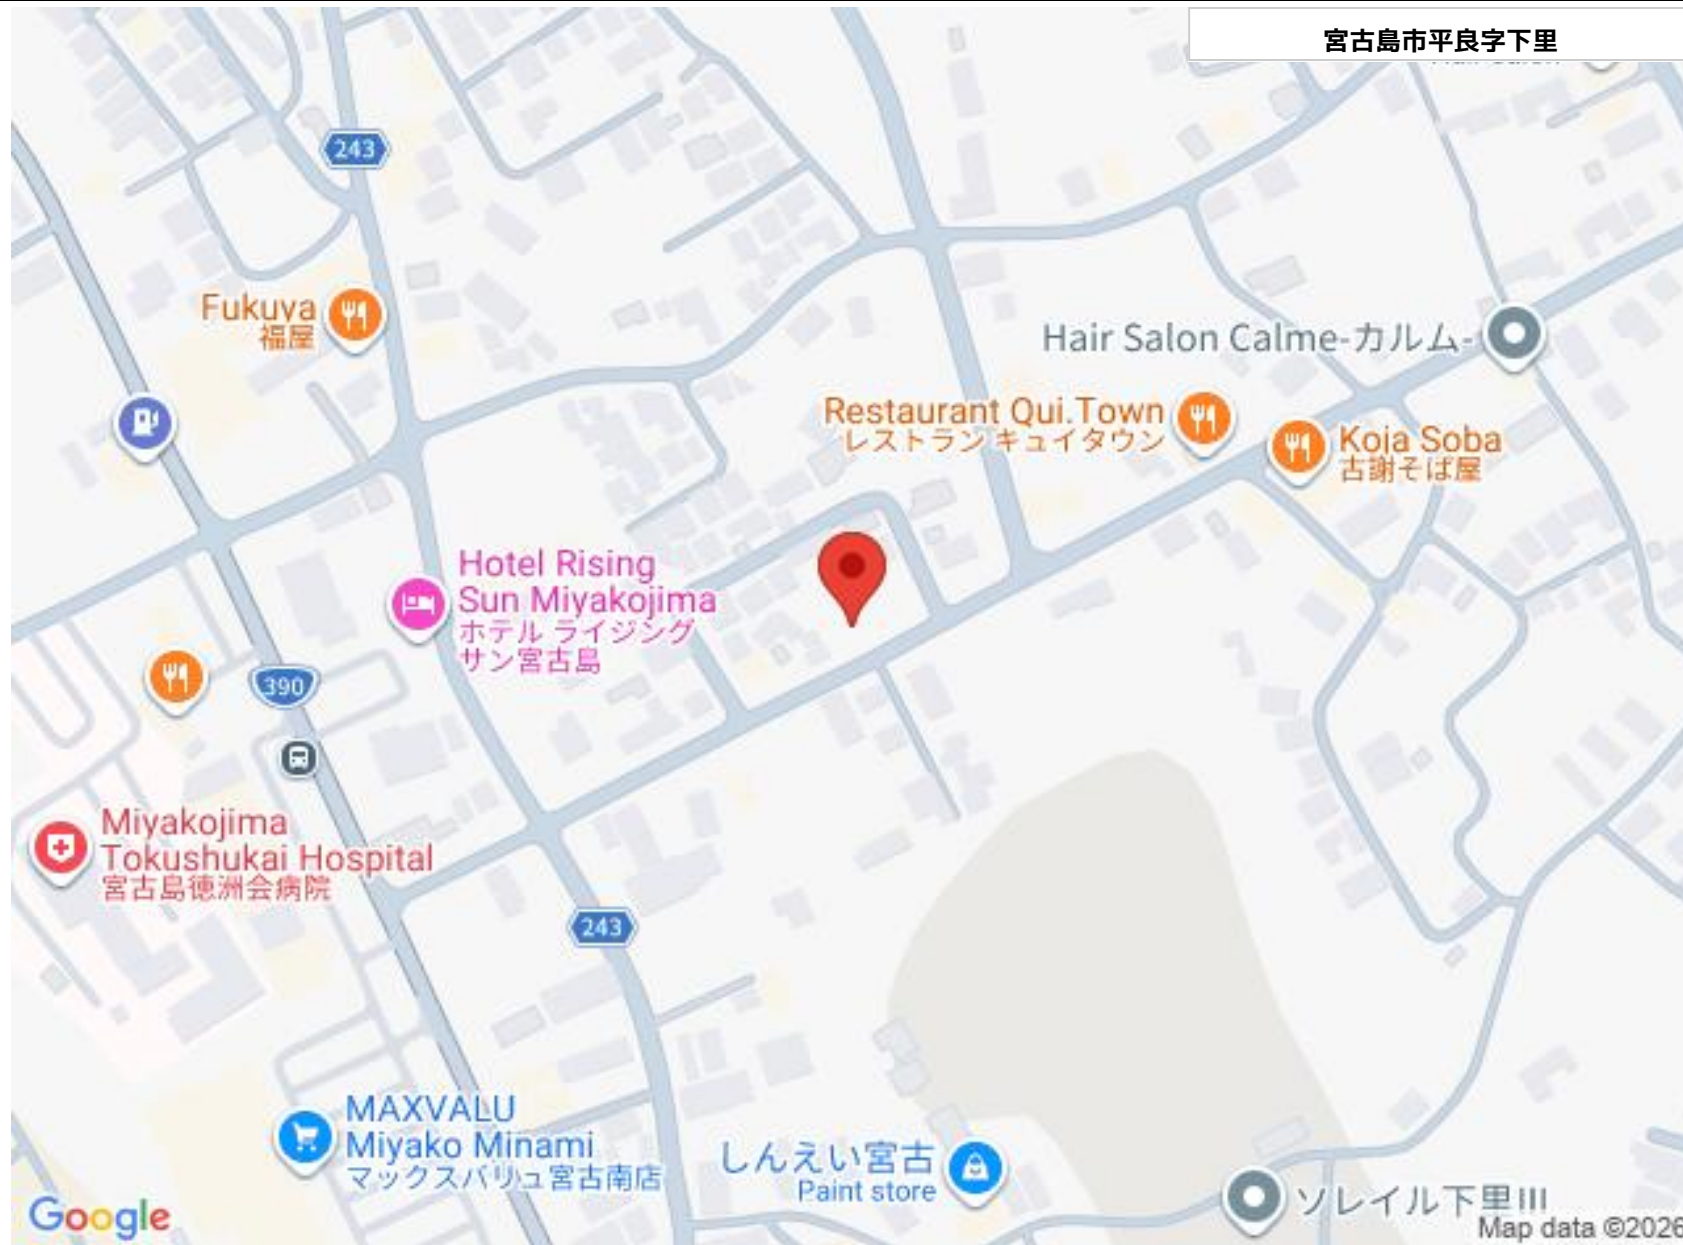 宮古島市平良字下里
243
Fukuya
福屋
Hair Salon Calme-カルム-
Restaurant Qui.Town
レストラン キュイタウン
Koja Soba
古謝そば屋
Hotel Rising
Sun Miyakojima
ホテル ライジング
サン宮古島
390
Miyakojima
Tokushukai Hospital
宮古島徳洲会病院
243
MAXVALU
Miyako Minami
マックスバリュ宮古南店
しんえい宮古
Paint store
ソレイル下里III
Google
Map data ©2026